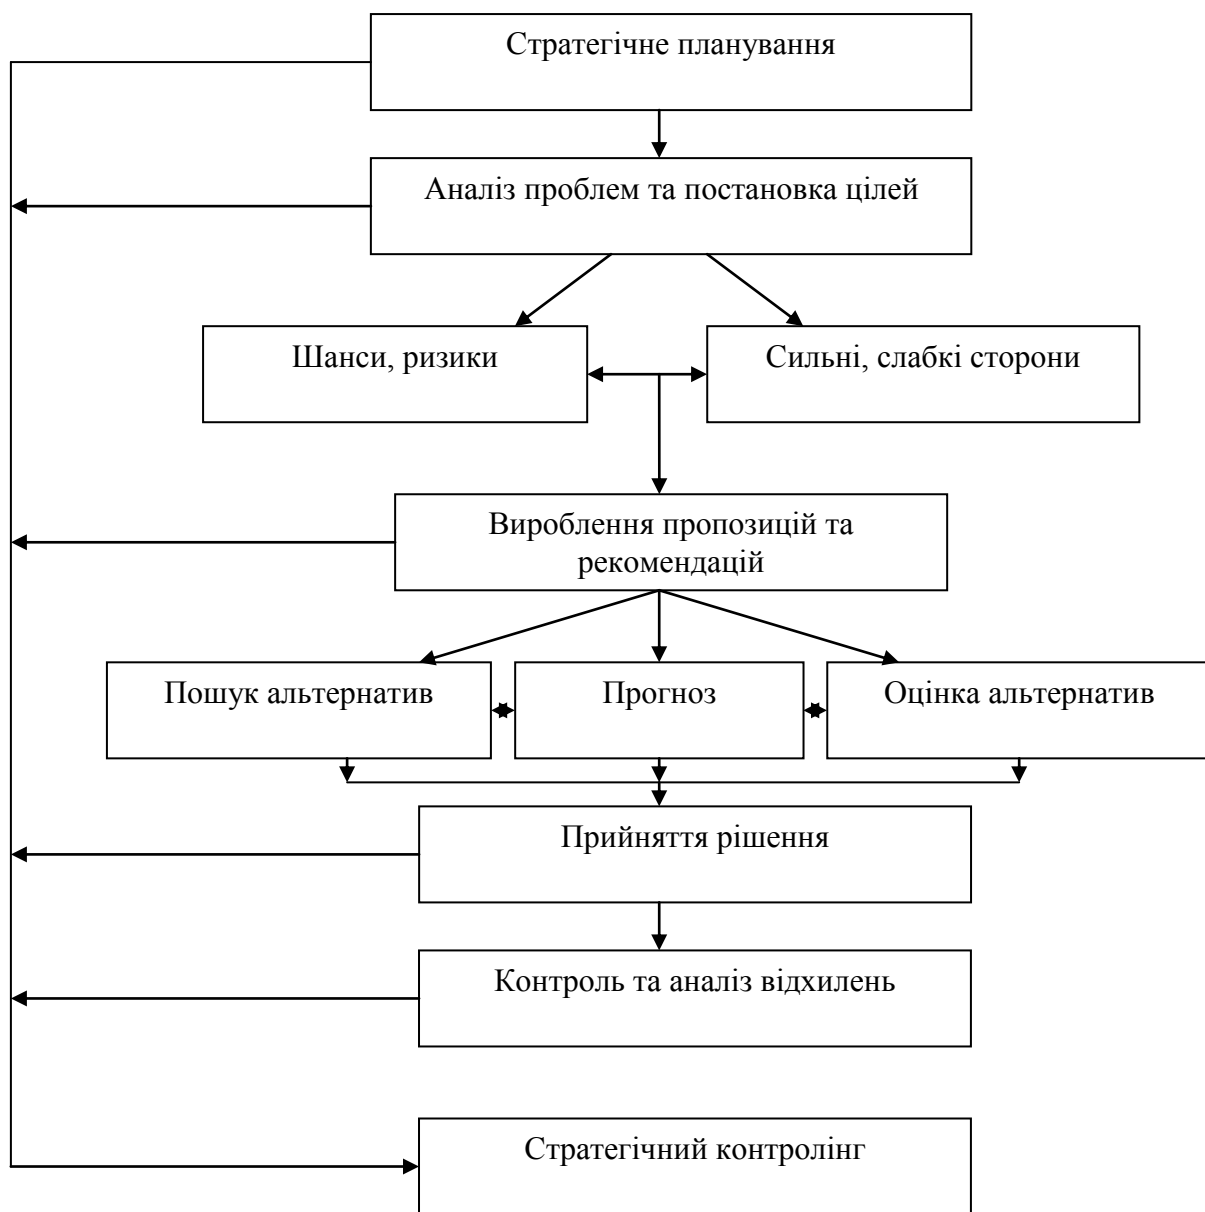 Стратегічне планування
Аналіз проблем та постановка цілей
Шанси, ризики
Сильні, слабкі сторони
Вироблення пропозицій та
рекомендацій
Пошук альтернатив
Прогноз
Оцінка альтернатив
Прийняття рішення
Контроль та аналіз відхилень
Стратегічний контролінг